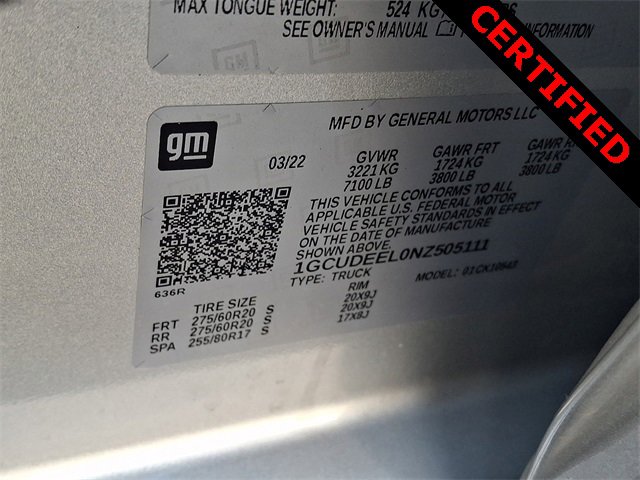 MAX TONGUE WEIGHT: 524 KG
SEE OWNER'S MANUAL INFORMATION
CERTIFIED
gm
MFD BY GENERAL MOTORS LLC
03/22
GVWR GAWR FRT GAWR
3221 KG 1724 KG 1724 KG
7100 LB 3800 LB 3800 LB
THIS VEHICLE CONFORMS TO ALL
APPLICABLE U.S. FEDERAL MOTOR
VEHICLE SAFETY STANDARDS IN EFFECT
ON THE DATE OF MANUFACTURE
SHOWN ABOVE.
1GCUDEEL0NZ505111
TYPE: TRUCK MODEL:
636R
TIRE SIZE RIM
FRT 275/60R20 S 20X9J
RR 275/60R20 S 20X9J
SPA 255/80R17 S 17X8J